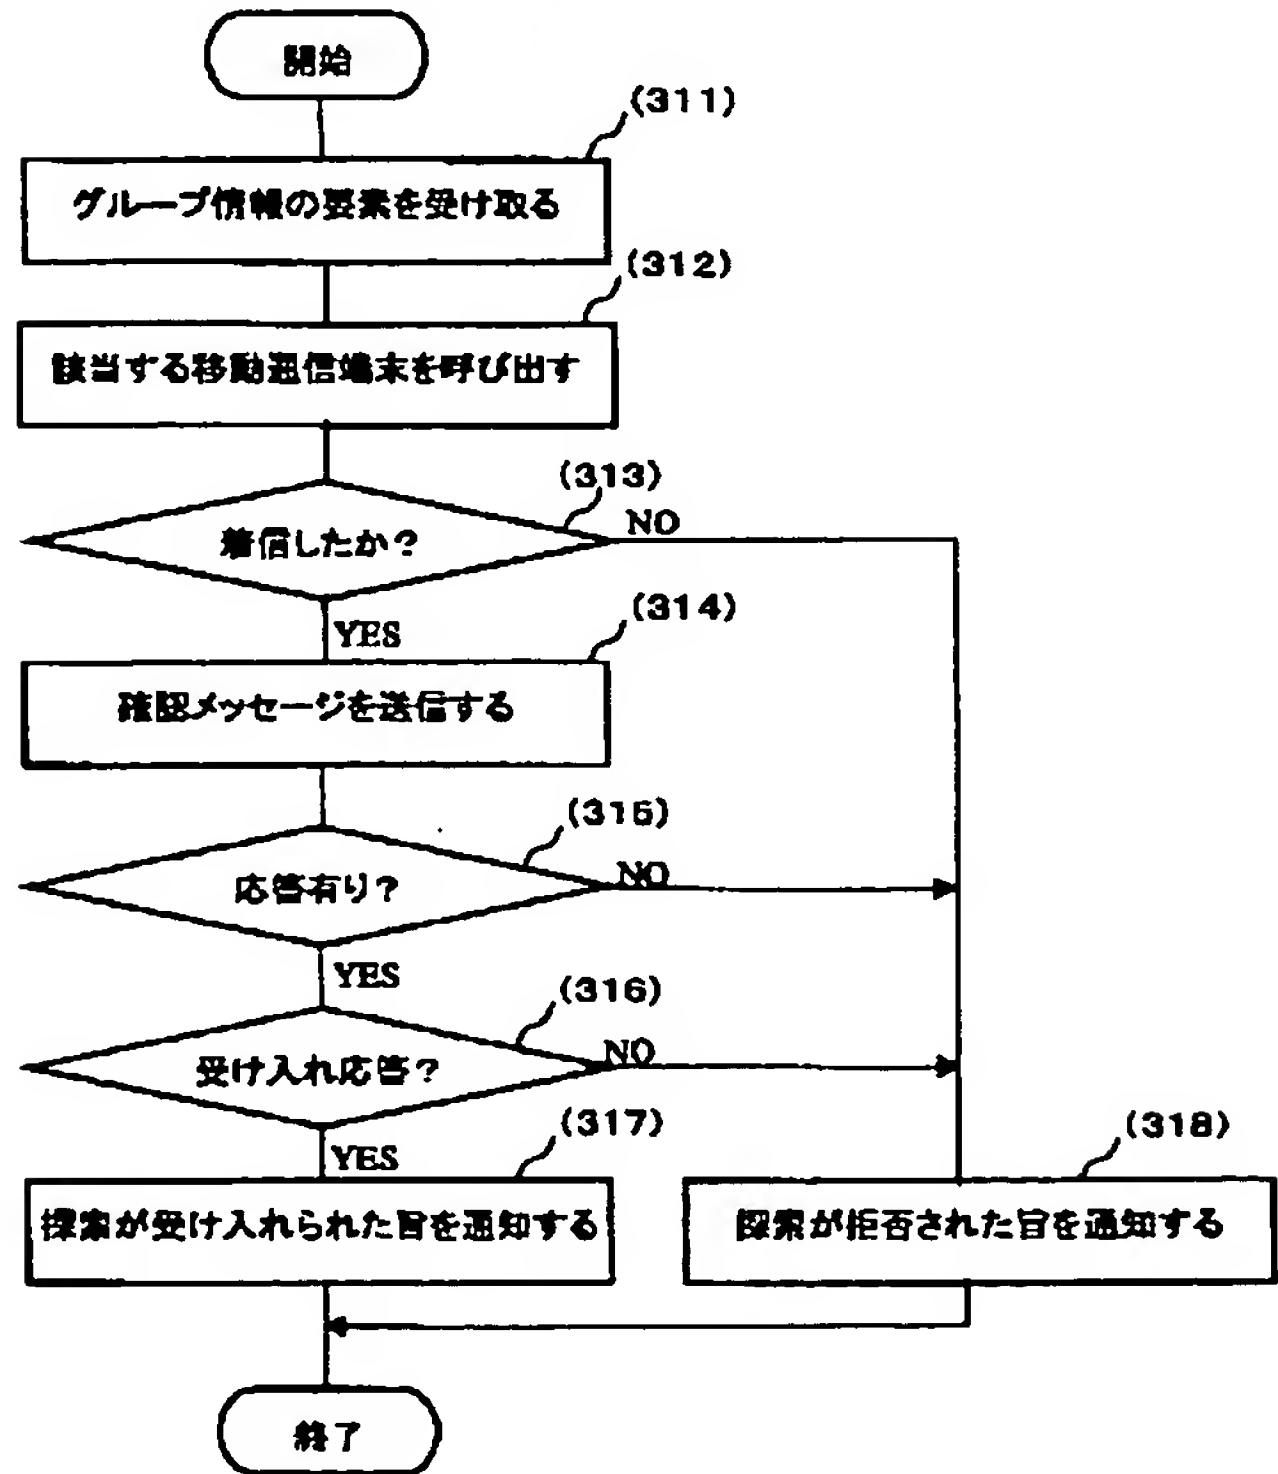 開始
(311)
グループ情報の要素を受け取る
(312)
該当する移動通信端末を呼び出す
(313)
着信したか?
NO
YES
(314)
確認メッセージを送信する
(315)
応答有り?
NO
YES
(316)
受け入れ応答?
NO
YES
(317)
探索が受け入れられた旨を通知する
(318)
探索が拒否された旨を通知する
終了